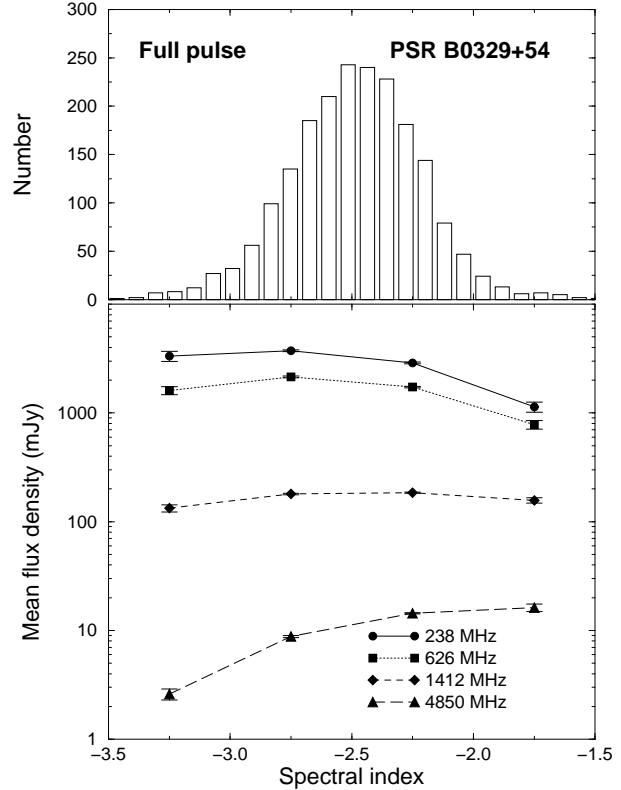 Full pulse
PSR B0329+54
Number
300
250
200
150
100
50
0
Mean flux density (mJy)
1000
100
10
1
238 MHz
626 MHz
1412 MHz
4850 MHz
−3.5
−3.0
−2.5
−2.0
−1.5
Spectral index